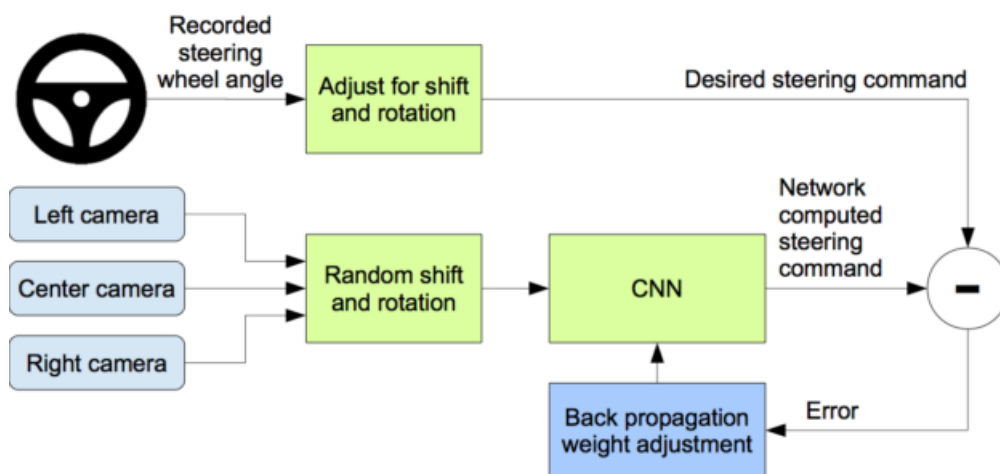 Recorded
steering
wheel angle
Adjust for shift
and rotation
Desired steering command
Left camera
Center camera
Right camera
Random shift
and rotation
CNN
Network
computed
steering
command
-
Back propagation
weight adjustment
Error